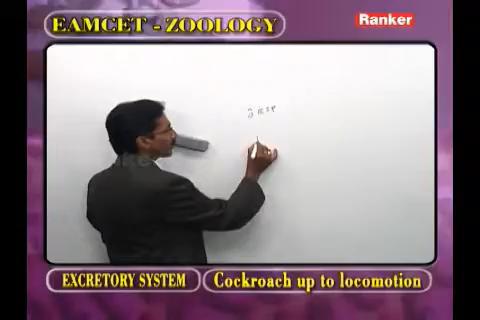 EAMCET - ZOOLOGY
Ranker
EXCRETORY SYSTEM
Cockroach up to locomotion